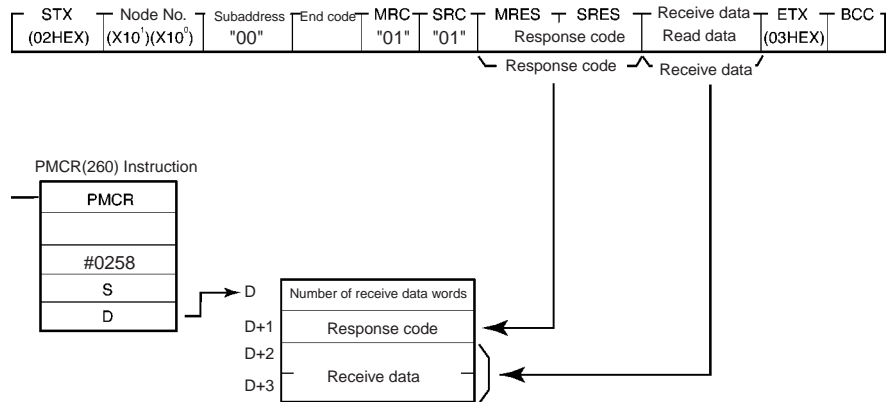 STX Node No. Subaddress End code MRC SRC MRES SRES Receive data ETX BCC
(02HEX) (X10¹)(X10⁰) "00" "01" "01" Response code Read data (03HEX)
Response code Receive data
PMCR(260) Instruction
PMCR
#0258
S
D
D Number of receive data words
D+1 Response code
D+2
Receive data
D+3